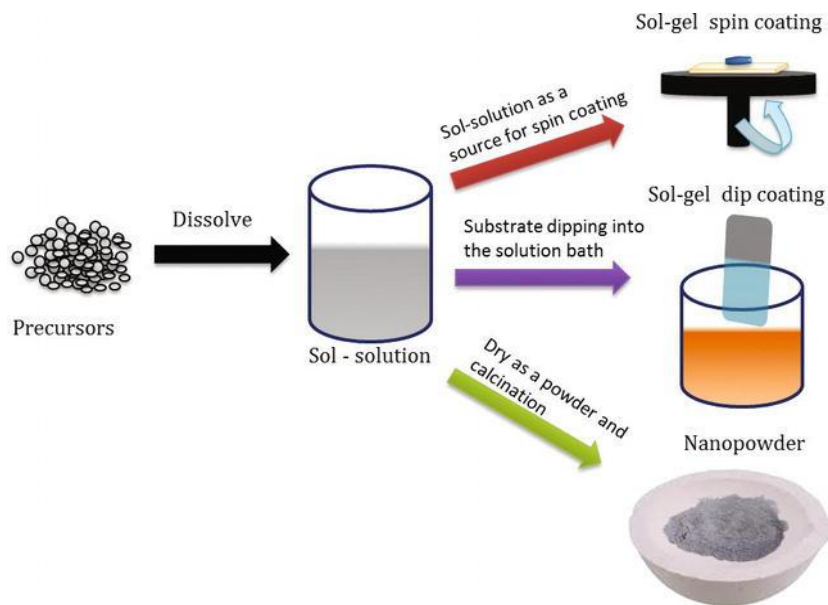 Sol-gel spin coating
Sol-solution as a
source for spin coating
Sol-gel dip coating
Dissolve
Substrate dipping into
the solution bath
Precursors
Sol - solution
Dry as a powder and
calcination
Nanopowder